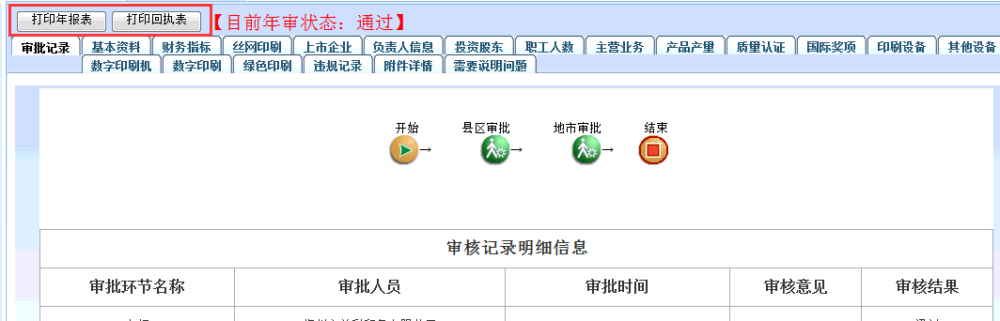 打印年报表 打印回执表 【目前年审状态：通过】
审批记录 基本资料 财务指标 丝网印刷 上市企业 负责人信息 投资股东 职工人数 主营业务 产品产量 质量认证 国际奖项 印刷设备 其他设备
数字印刷机 数字印刷 绿色印刷 违规记录 附件详情 需要说明问题
开始 县区审批 地市审批 结束
审核记录明细信息
审批环节名称 审批人员 审批时间 审核意见 审核结果